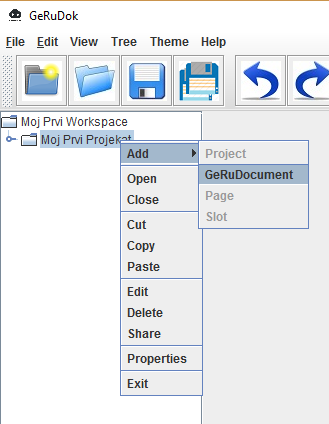 GeRuDok
File Edit View Tree Theme Help
Moj Prvi Workspace
Moj Prvi Projekat
Add
Project
GeRuDocument
Page
Slot
Open
Close
Cut
Copy
Paste
Edit
Delete
Share
Properties
Exit